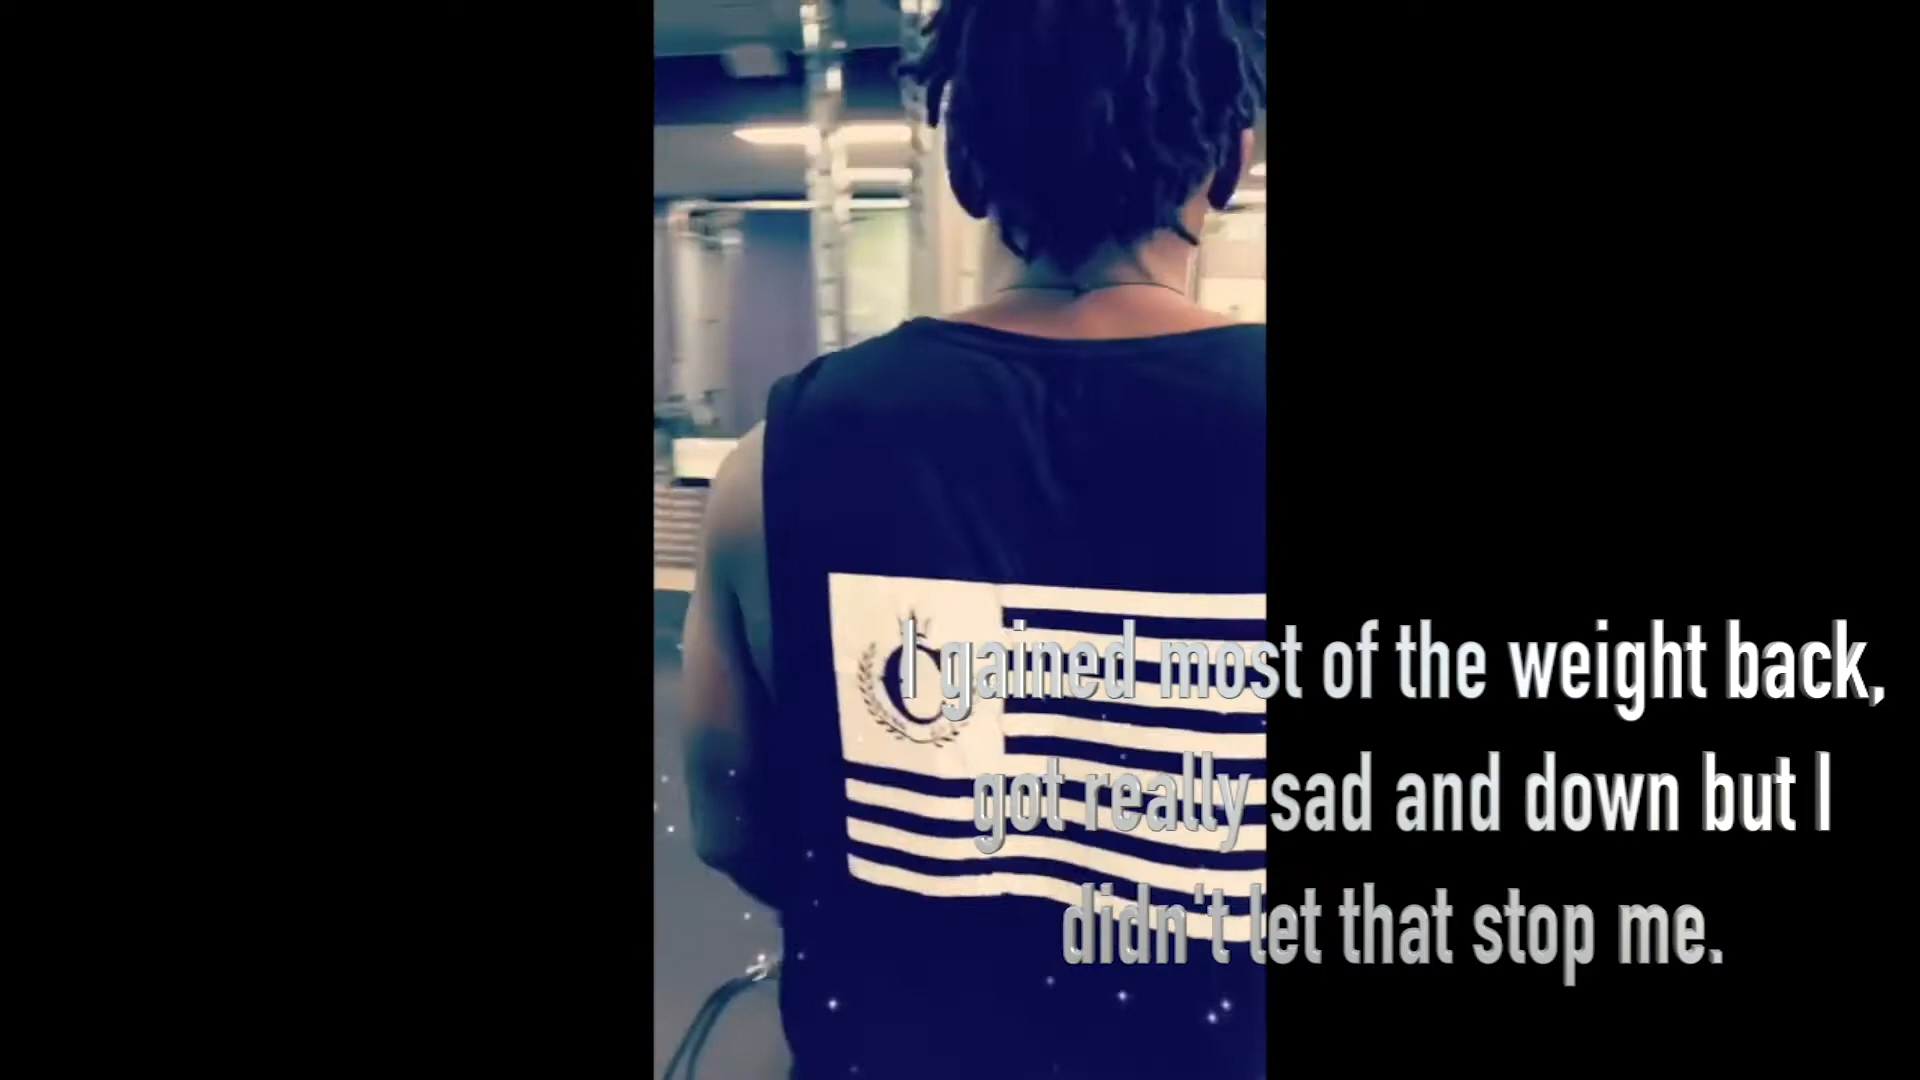 I gained most of the weight back,
got really sad and down but I
didn't let that stop me.